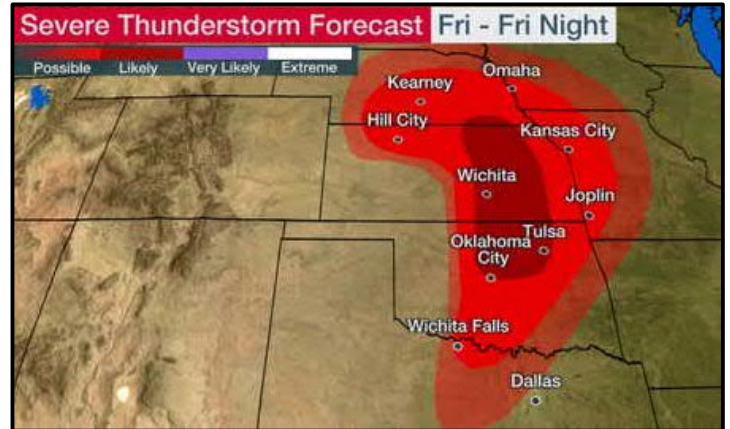 Severe Thunderstorm Forecast Fri - Fri Night
Possible Likely Very Likely Extreme
Omaha
Kearney
Hill City
Kansas City
Wichita
Joplin
Tulsa
Oklahoma
City
Wichita Falls
Dallas